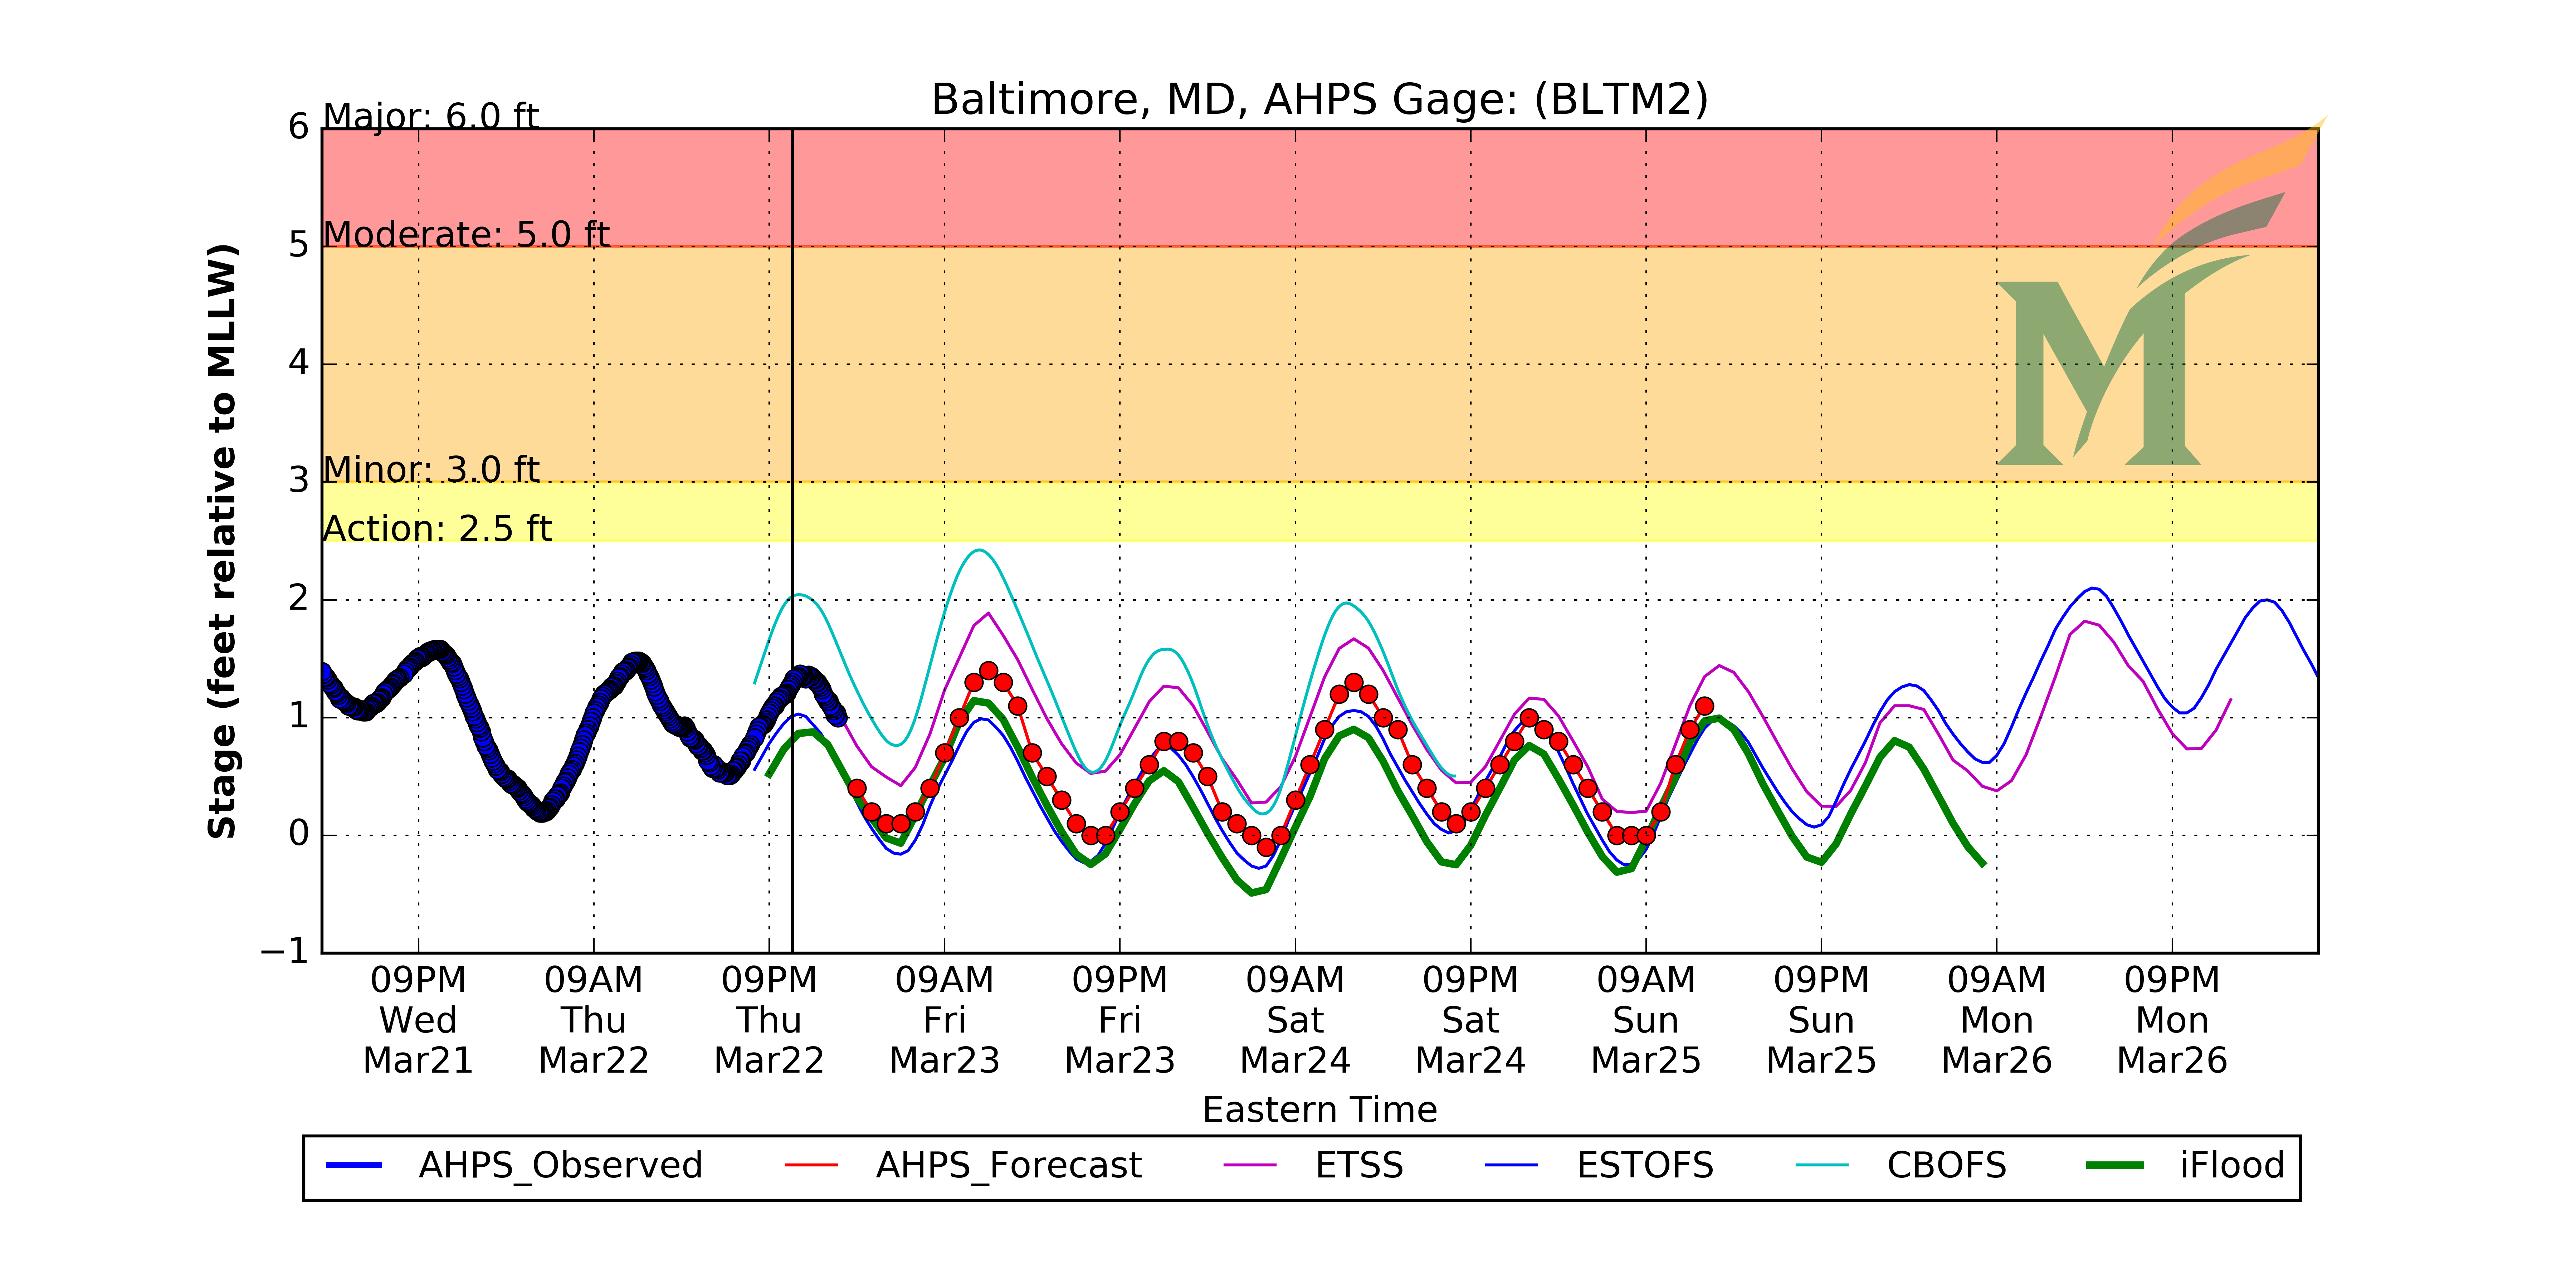 Baltimore, MD, AHPS Gage: (BLTM2)
Major: 6.0 ft
Moderate: 5.0 ft
Minor: 3.0 ft
Action: 2.5 ft
6
5
4
3
2
1
0
−1
Stage (feet relative to MLLW)
09PM 09AM 09PM 09AM 09PM 09AM 09PM 09AM 09PM 09AM 09PM
Wed Thu Thu Fri Fri Sat Sat Sun Sun Mon Mon
Mar21 Mar22 Mar22 Mar23 Mar23 Mar24 Mar24 Mar25 Mar25 Mar26 Mar26
Eastern Time
AHPS_Observed AHPS_Forecast ETSS ESTOFS CBOFS iFlood
M